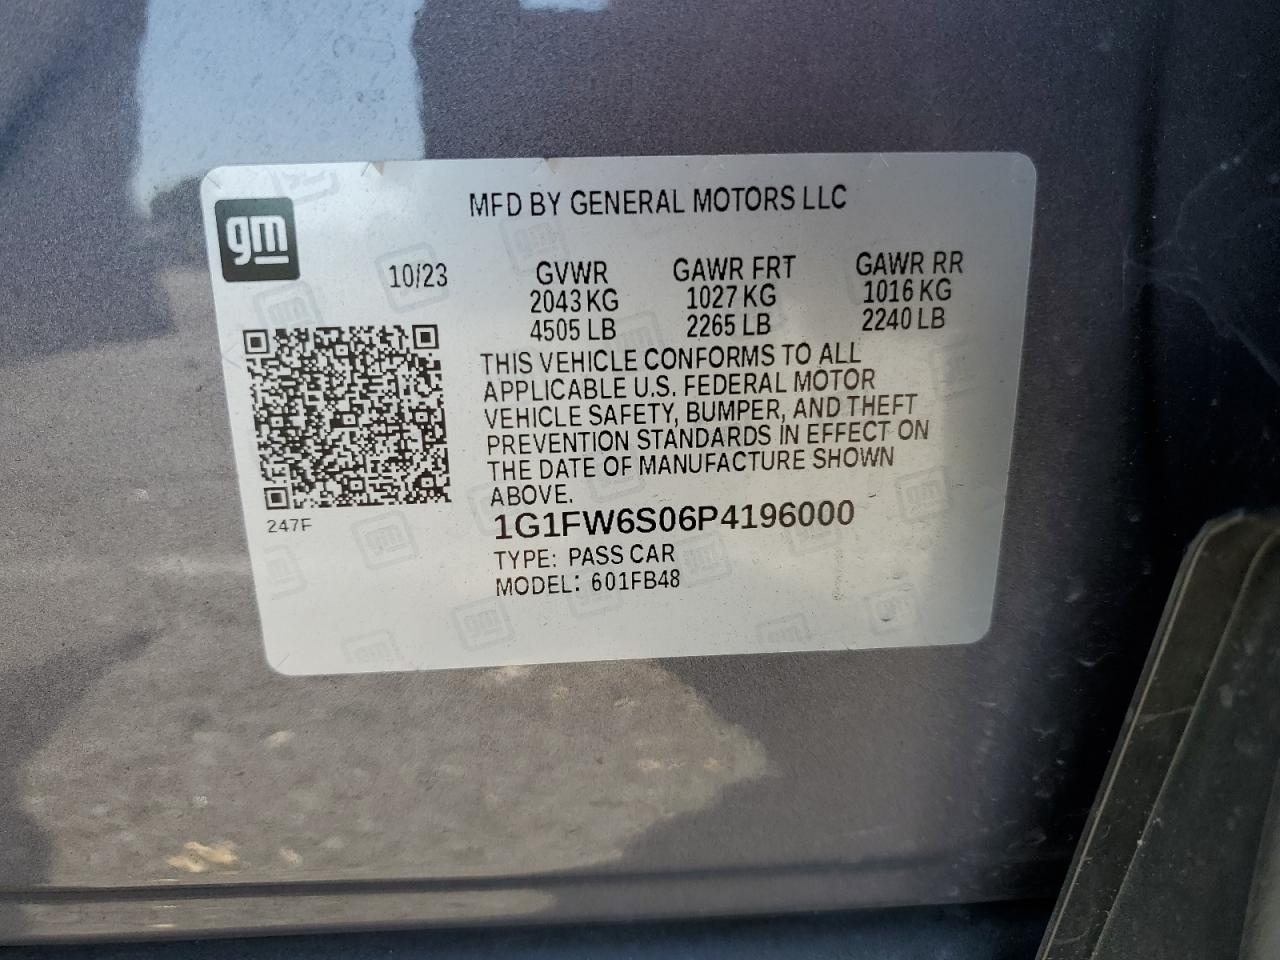 MFD BY GENERAL MOTORS LLC
gm
10/23 GVWR GAWR FRT GAWR RR
2043 KG 1027 KG 1016 KG
4505 LB 2265 LB 2240 LB
THIS VEHICLE CONFORMS TO ALL
APPLICABLE U.S. FEDERAL MOTOR
VEHICLE SAFETY, BUMPER, AND THEFT
PREVENTION STANDARDS IN EFFECT ON
THE DATE OF MANUFACTURE SHOWN
ABOVE.
247F
1G1FW6S06P4196000
TYPE: PASS CAR
MODEL: 601FB48